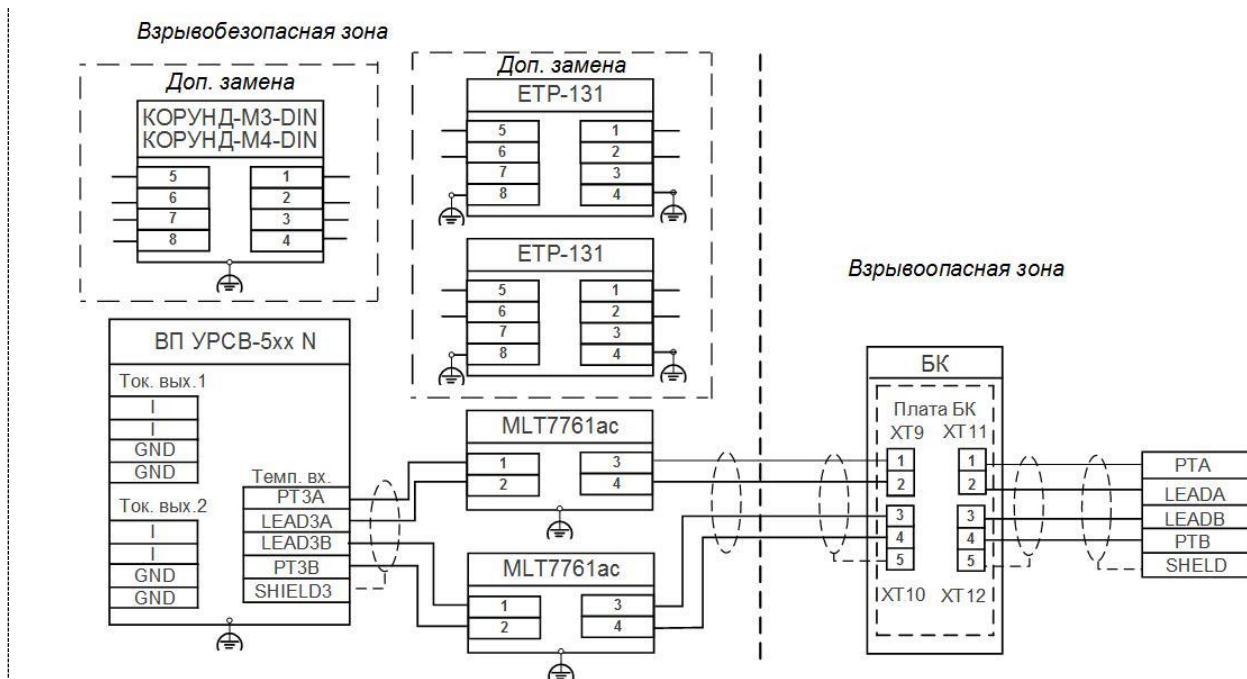 Взрывобезопасная зона
Доп. замена
КОРУНД-М3-DIN
КОРУНД-М4-DIN
5 1
6 2
7 3
8 4
Доп. замена
ЕТР-131
5 1
6 2
7 3
8 4
ЕТР-131
5 1
6 2
7 3
8 4
Взрывоопасная зона
ВП УРСВ-5хх N
Ток. вых.1
I
I
GND
GND
Ток. вых.2
I
I
GND
GND
Темп. вх.
PT3A
LEAD3A
LEAD3B
PT3B
SHIELD3
MLT7761ac
1 3
2 4
MLT7761ac
1 3
2 4
БК
Плата БК
XT9 XT11
1 1
2 2
3 3
4 4
5 5
XT10 XT12
PTA
LEADA
LEADB
PTB
SHELD